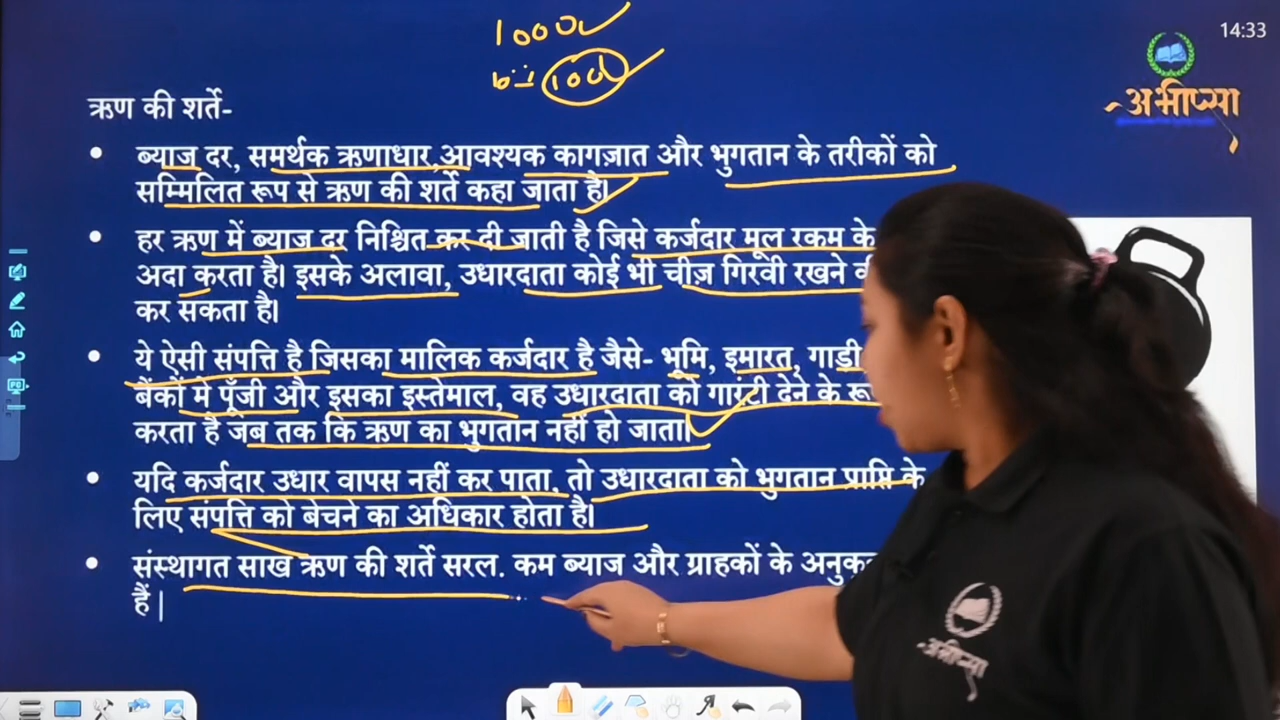 1000
14:33
100
अभीप्सा
ऋण की शर्ते-
• ब्याज दर, समर्थक ऋणाधार,आवश्यक कागज़ात और भुगतान के तरीकों को
सम्मिलित रूप से ऋण की शर्ते कहा जाता है।
• हर ऋण में ब्याज दर निश्चित कर दी जाती है जिसे कर्जदार मूल रकम के
अदा करता है। इसके अलावा, उधारदाता कोई भी चीज़ गिरवी रखने
कर सकता है।
• ये ऐसी संपत्ति है जिसका मालिक कर्जदार है जैसे- भूमि, इमारत, गाड़ी
बेंकों मे पूँजी और इसका इस्तेमाल, वह उधारदाता को गारंटी देने के
करता है जब तक कि ऋण का भुगतान नहीं हो जाता।
• यदि कर्जदार उधार वापस नहीं कर पाता, तो उधारदाता को भुगतान प्राप्ति के
लिए संपत्ति को बेचने का अधिकार होता है।
• संस्थागत साख ऋण की शर्ते सरल. कम ब्याज और ग्राहकों के
हैं |
अभीप्सा